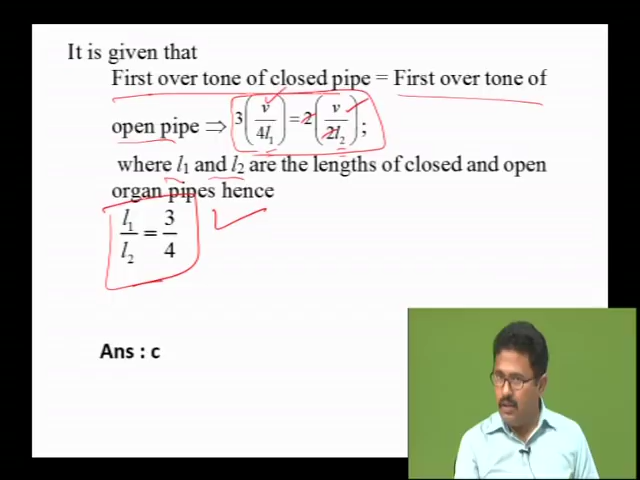 It is given that
First over tone of closed pipe = First over tone of
open pipe ⇒ 3(v/4l₁) = 2(v/2l₂);
where l₁ and l₂ are the lengths of closed and open
organ pipes hence
l₁/l₂ = 3/4
Ans : c